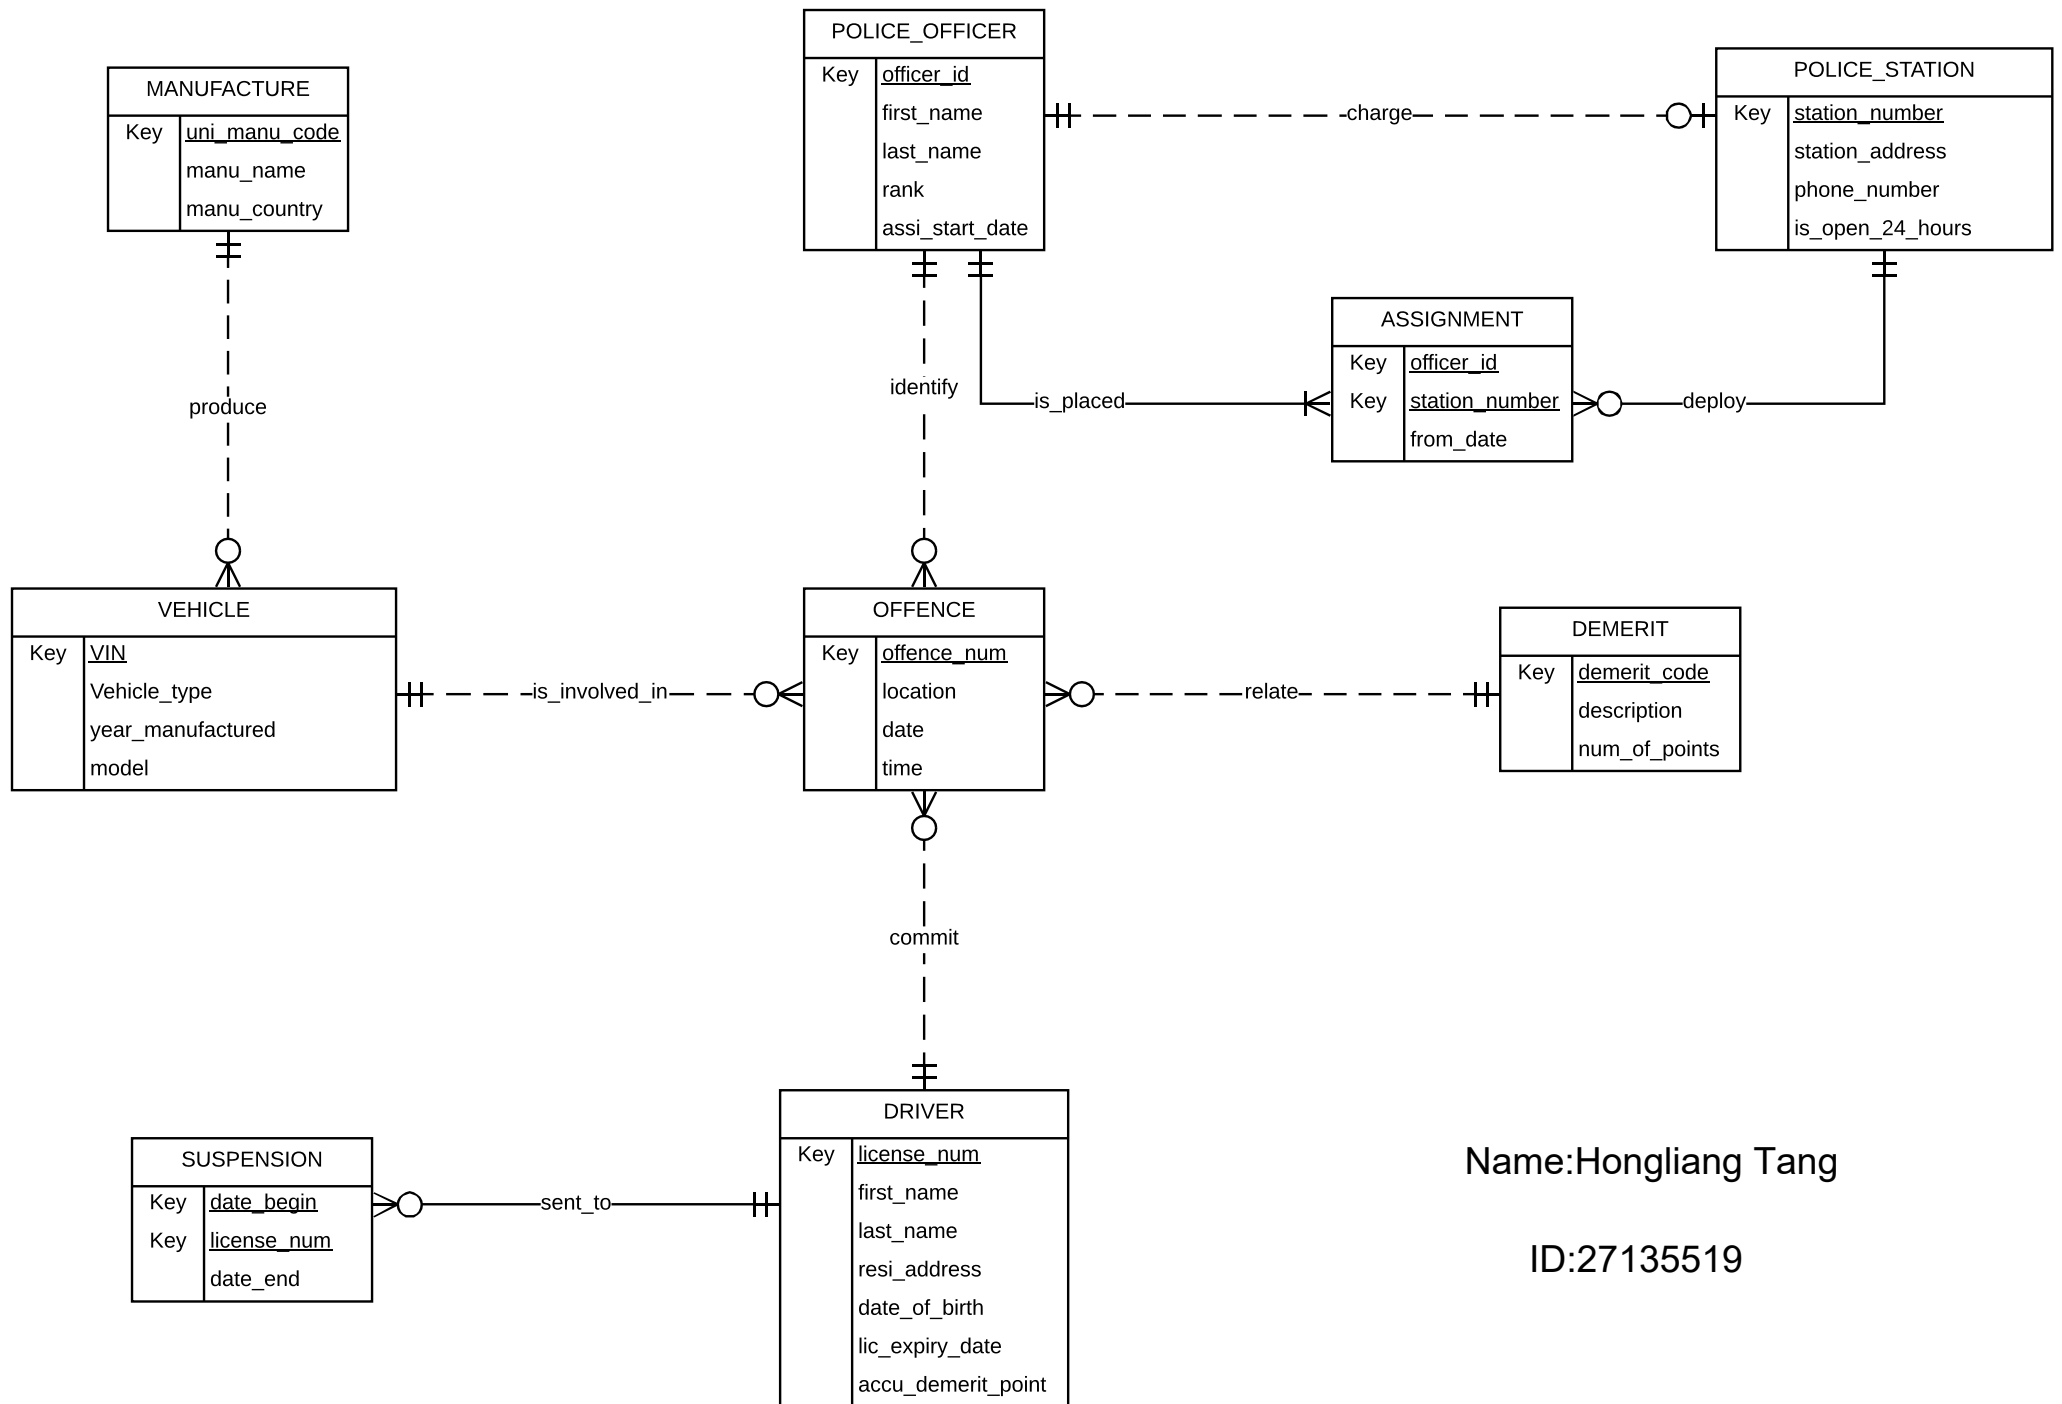 POLICE_OFFICER
Key officer_id
first_name
last_name
rank
assi_start_date
POLICE_STATION
Key station_number
station_address
phone_number
is_open_24_hours
MANUFACTURE
Key uni_manu_code
manu_name
manu_country
charge
ASSIGNMENT
Key officer_id
Key station_number
from_date
produce
identify
is_placed
deploy
VEHICLE
Key VIN
Vehicle_type
year_manufactured
model
is_involved_in
OFFENCE
Key offence_num
location
date
time
relate
DEMERIT
Key demerit_code
description
num_of_points
commit
SUSPENSION
Key date_begin
Key license_num
date_end
sent_to
DRIVER
Key license_num
first_name
last_name
resi_address
date_of_birth
lic_expiry_date
accu_demerit_point
Name:Hongliang Tang
ID:27135519